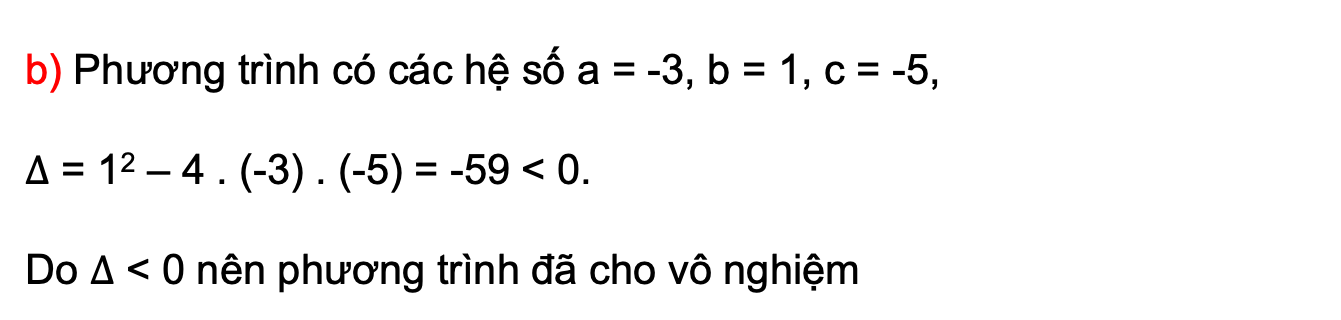 b) Phương trình có các hệ số a = -3, b = 1, c = -5,
Δ = 1² – 4 . (-3) . (-5) = -59 < 0.
Do Δ < 0 nên phương trình đã cho vô nghiệm